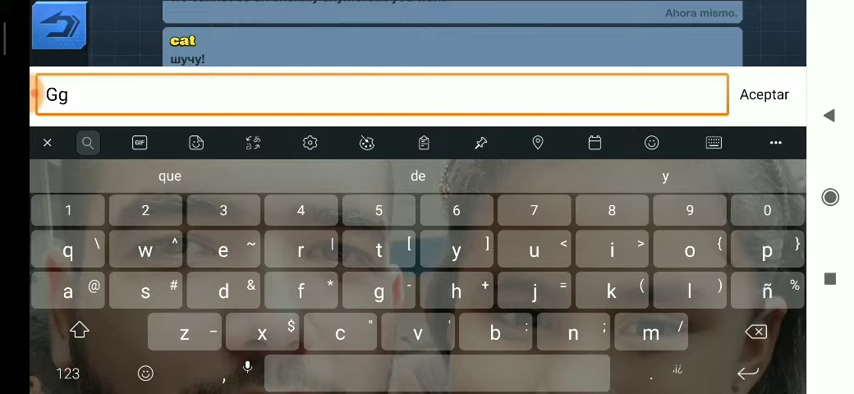 Ahora mismo.
cat
шучу!
Gg
Aceptar
GIF
que de y
1 2 3 4 5 6 7 8 9 0
q \ w ^ e ~ r | t [ y ] u < i > o { p }
a @ s # d & f * g - h + j = k ( l ) ñ %
z _ x $ c " v ' b : n ; m /
123 , . ,¡¿